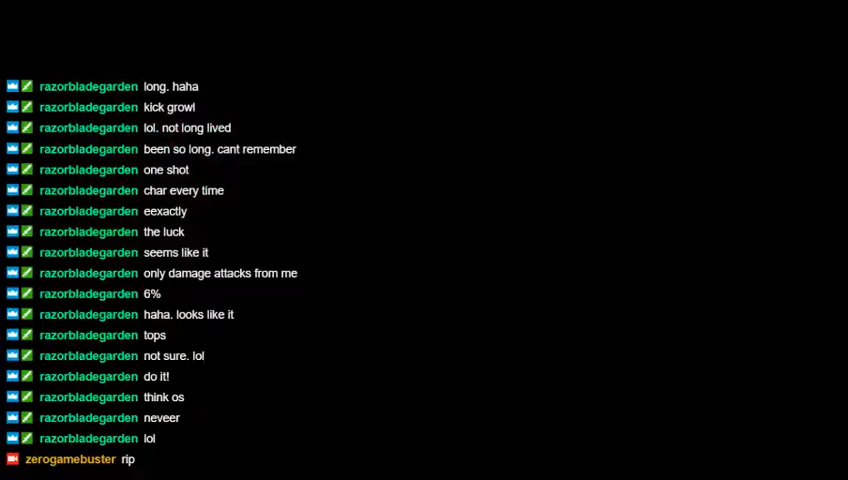 razorbladegarden long. haha
razorbladegarden kick growl
razorbladegarden lol. not long lived
razorbladegarden been so long. cant remember
razorbladegarden one shot
razorbladegarden char every time
razorbladegarden eexactly
razorbladegarden the luck
razorbladegarden seems like it
razorbladegarden only damage attacks from me
razorbladegarden 6%
razorbladegarden haha. looks like it
razorbladegarden tops
razorbladegarden not sure. lol
razorbladegarden do it!
razorbladegarden think os
razorbladegarden neveer
razorbladegarden lol
zerogamebuster rip